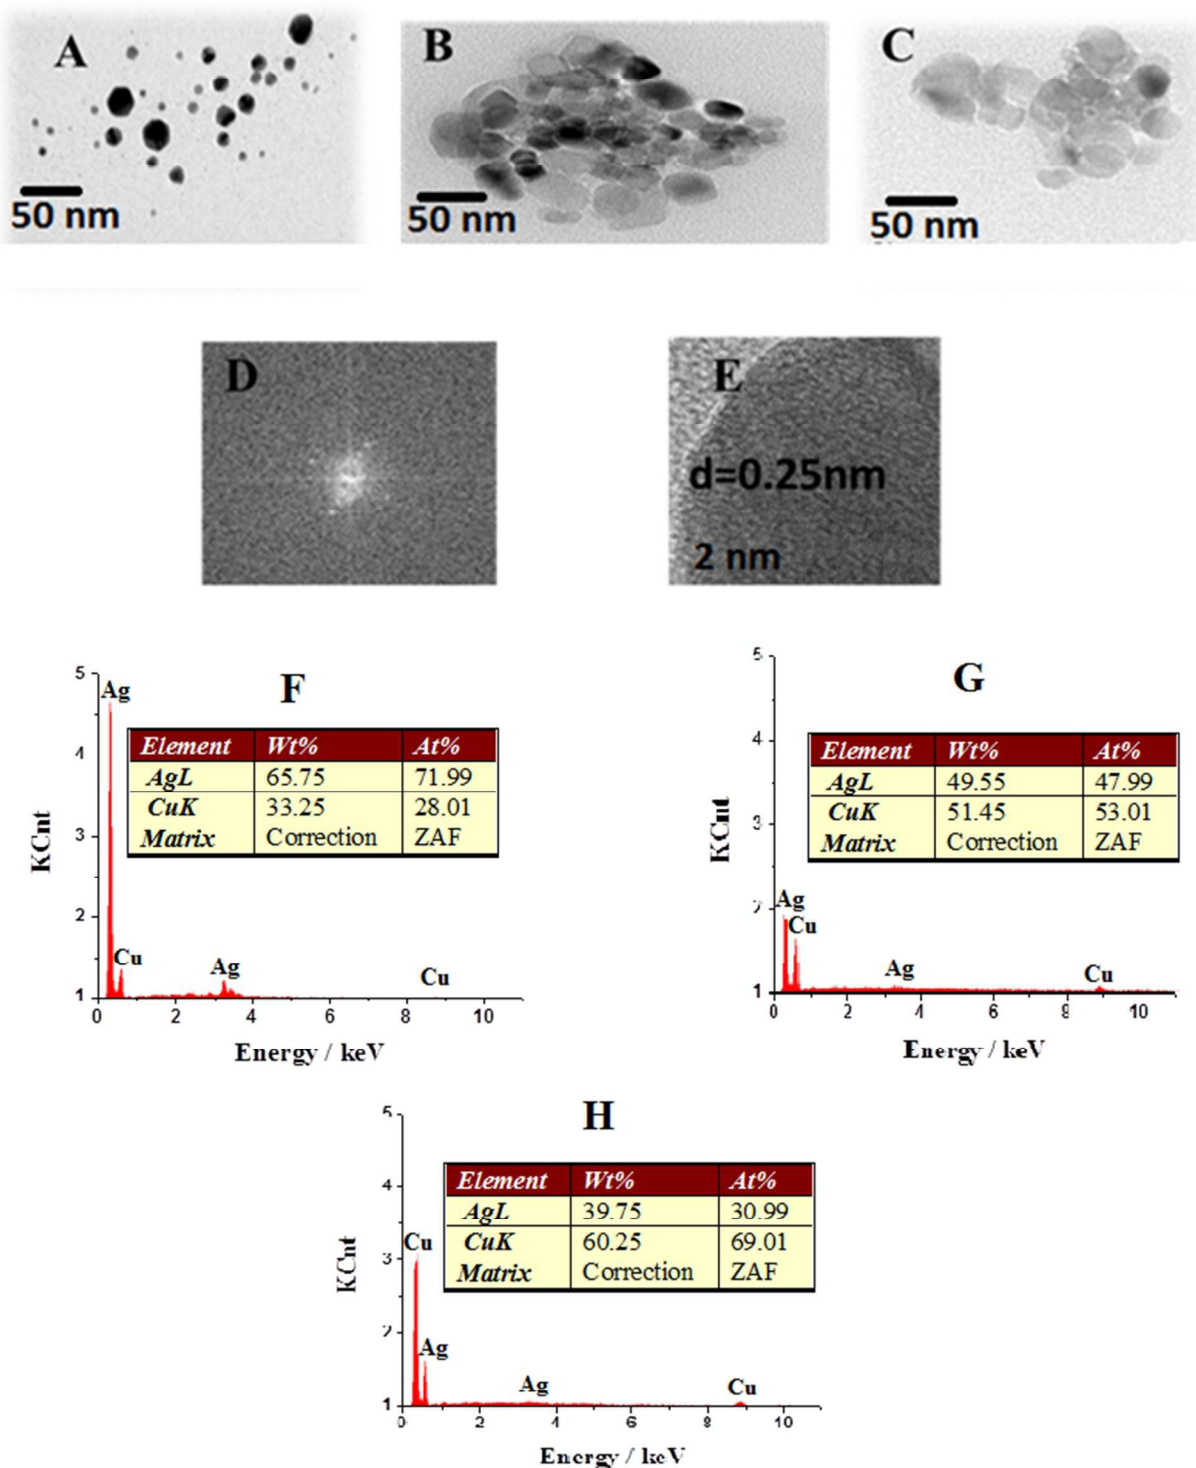 A
50 nm
B
50 nm
C
50 nm
D
E
d=0.25nm
2 nm
F
5
4
3
2
1
KCnt
Ag
Cu
Ag
Cu
Element Wt% At%
AgL 65.75 71.99
CuK 33.25 28.01
Matrix Correction ZAF
0 2 4 6 8 10
Energy / keV
G
5
4
3
2
1
KCnt
Ag
Cu
Ag
Cu
Element Wt% At%
AgL 49.55 47.99
CuK 51.45 53.01
Matrix Correction ZAF
0 2 4 6 8 10
Energy / keV
H
5
4
3
2
1
KCnt
Cu
Ag
Ag
Cu
Element Wt% At%
AgL 39.75 30.99
CuK 60.25 69.01
Matrix Correction ZAF
0 2 4 6 8 10
Energy / keV